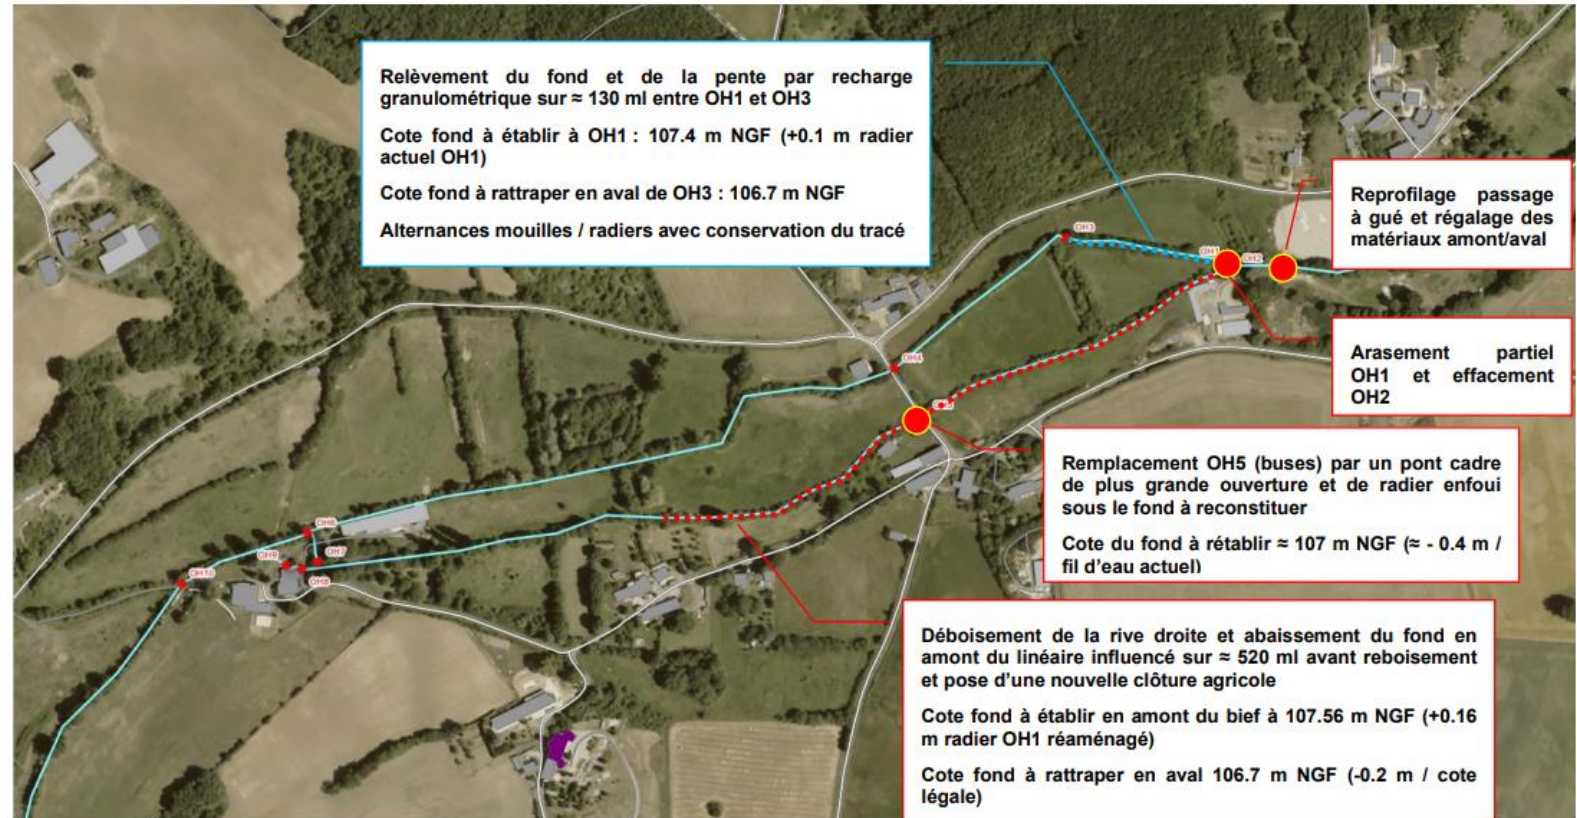 Relèvement du fond et de la pente par recharge
granulométrique sur ≈ 130 ml entre OH1 et OH3
Cote fond à établir à OH1 : 107.4 m NGF (+0.1 m radier
actuel OH1)
Cote fond à rattraper en aval de OH3 : 106.7 m NGF
Alternances mouilles / radiers avec conservation du tracé
Reprofilage passage
à gué et régalage des
matériaux amont/aval
OH3
OH1
OH2
Arasement partiel
OH1 et effacement
OH2
OH4
Remplacement OH5 (buses) par un pont cadre
de plus grande ouverture et de radier enfoui
sous le fond à reconstituer
Cote du fond à rétablir ≈ 107 m NGF (≈ - 0.4 m /
fil d'eau actuel)
OH6
OH9
OH7
OH10
OH8
Déboisement de la rive droite et abaissement du fond en
amont du linéaire influencé sur ≈ 520 ml avant reboisement
et pose d'une nouvelle clôture agricole
Cote fond à établir en amont du bief à 107.56 m NGF (+0.16
m radier OH1 réaménagé)
Cote fond à rattraper en aval 106.7 m NGF (-0.2 m / cote
légale)